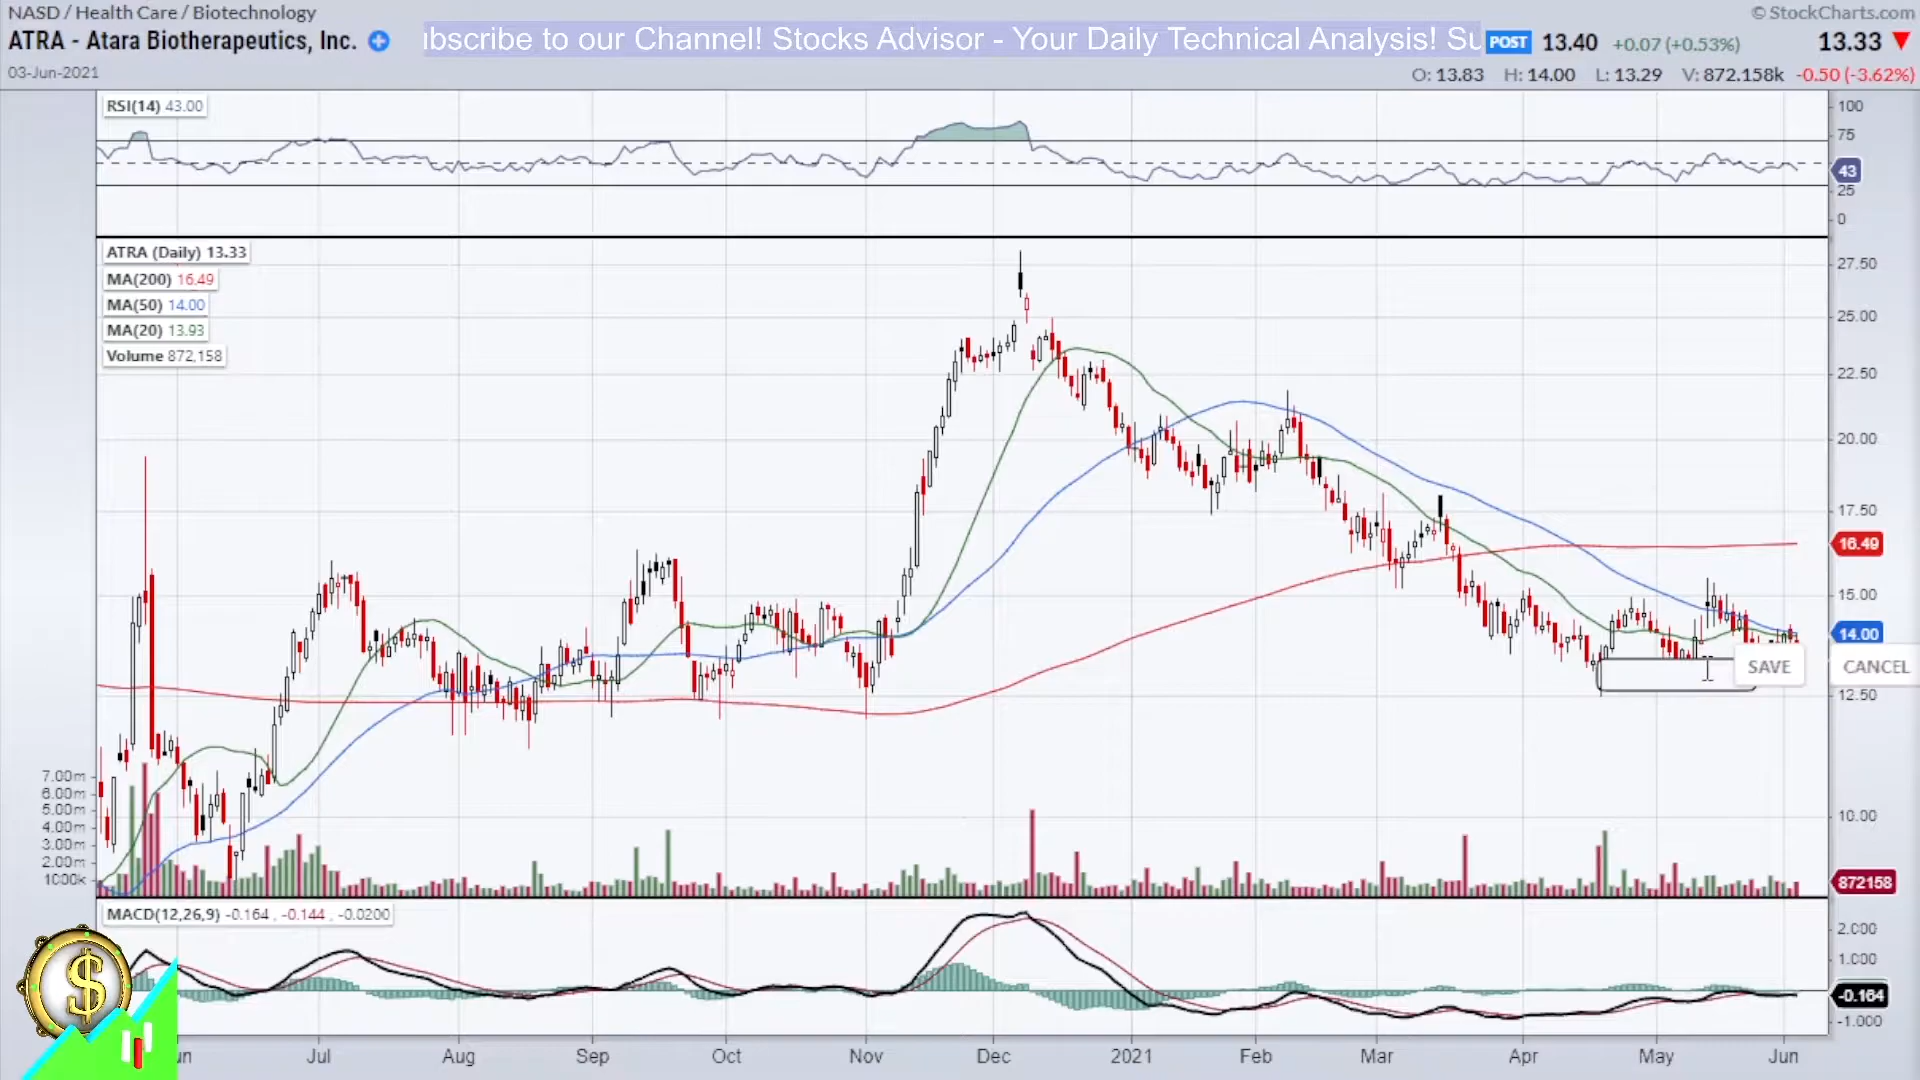 NASD / Health Care / Biotechnology
© StockCharts.com
ATRA - Atara Biotherapeutics, Inc.
ubscribe to our Channel! Stocks Advisor - Your Daily Technical Analysis! Su
POST 13.40 +0.07 (+0.53%) 13.33
03-Jun-2021
O: 13.83 H: 14.00 L: 13.29 V: 872.158k -0.50 (-3.62%)
RSI(14) 43.00
100
75
43
25
0
ATRA (Daily) 13.33
MA(200) 16.49
MA(50) 14.00
MA(20) 13.93
Volume 872,158
27.50
25.00
22.50
20.00
17.50
16.49
15.00
14.00
SAVE CANCEL
12.50
10.00
7.00m
6.00m
5.00m
4.00m
3.00m
2.00m
1000k
872158
MACD(12,26,9) -0.164 , -0.144 , -0.0200
2.000
1.000
-0.164
-1.000
$
un Jul Aug Sep Oct Nov Dec 2021 Feb Mar Apr May Jun